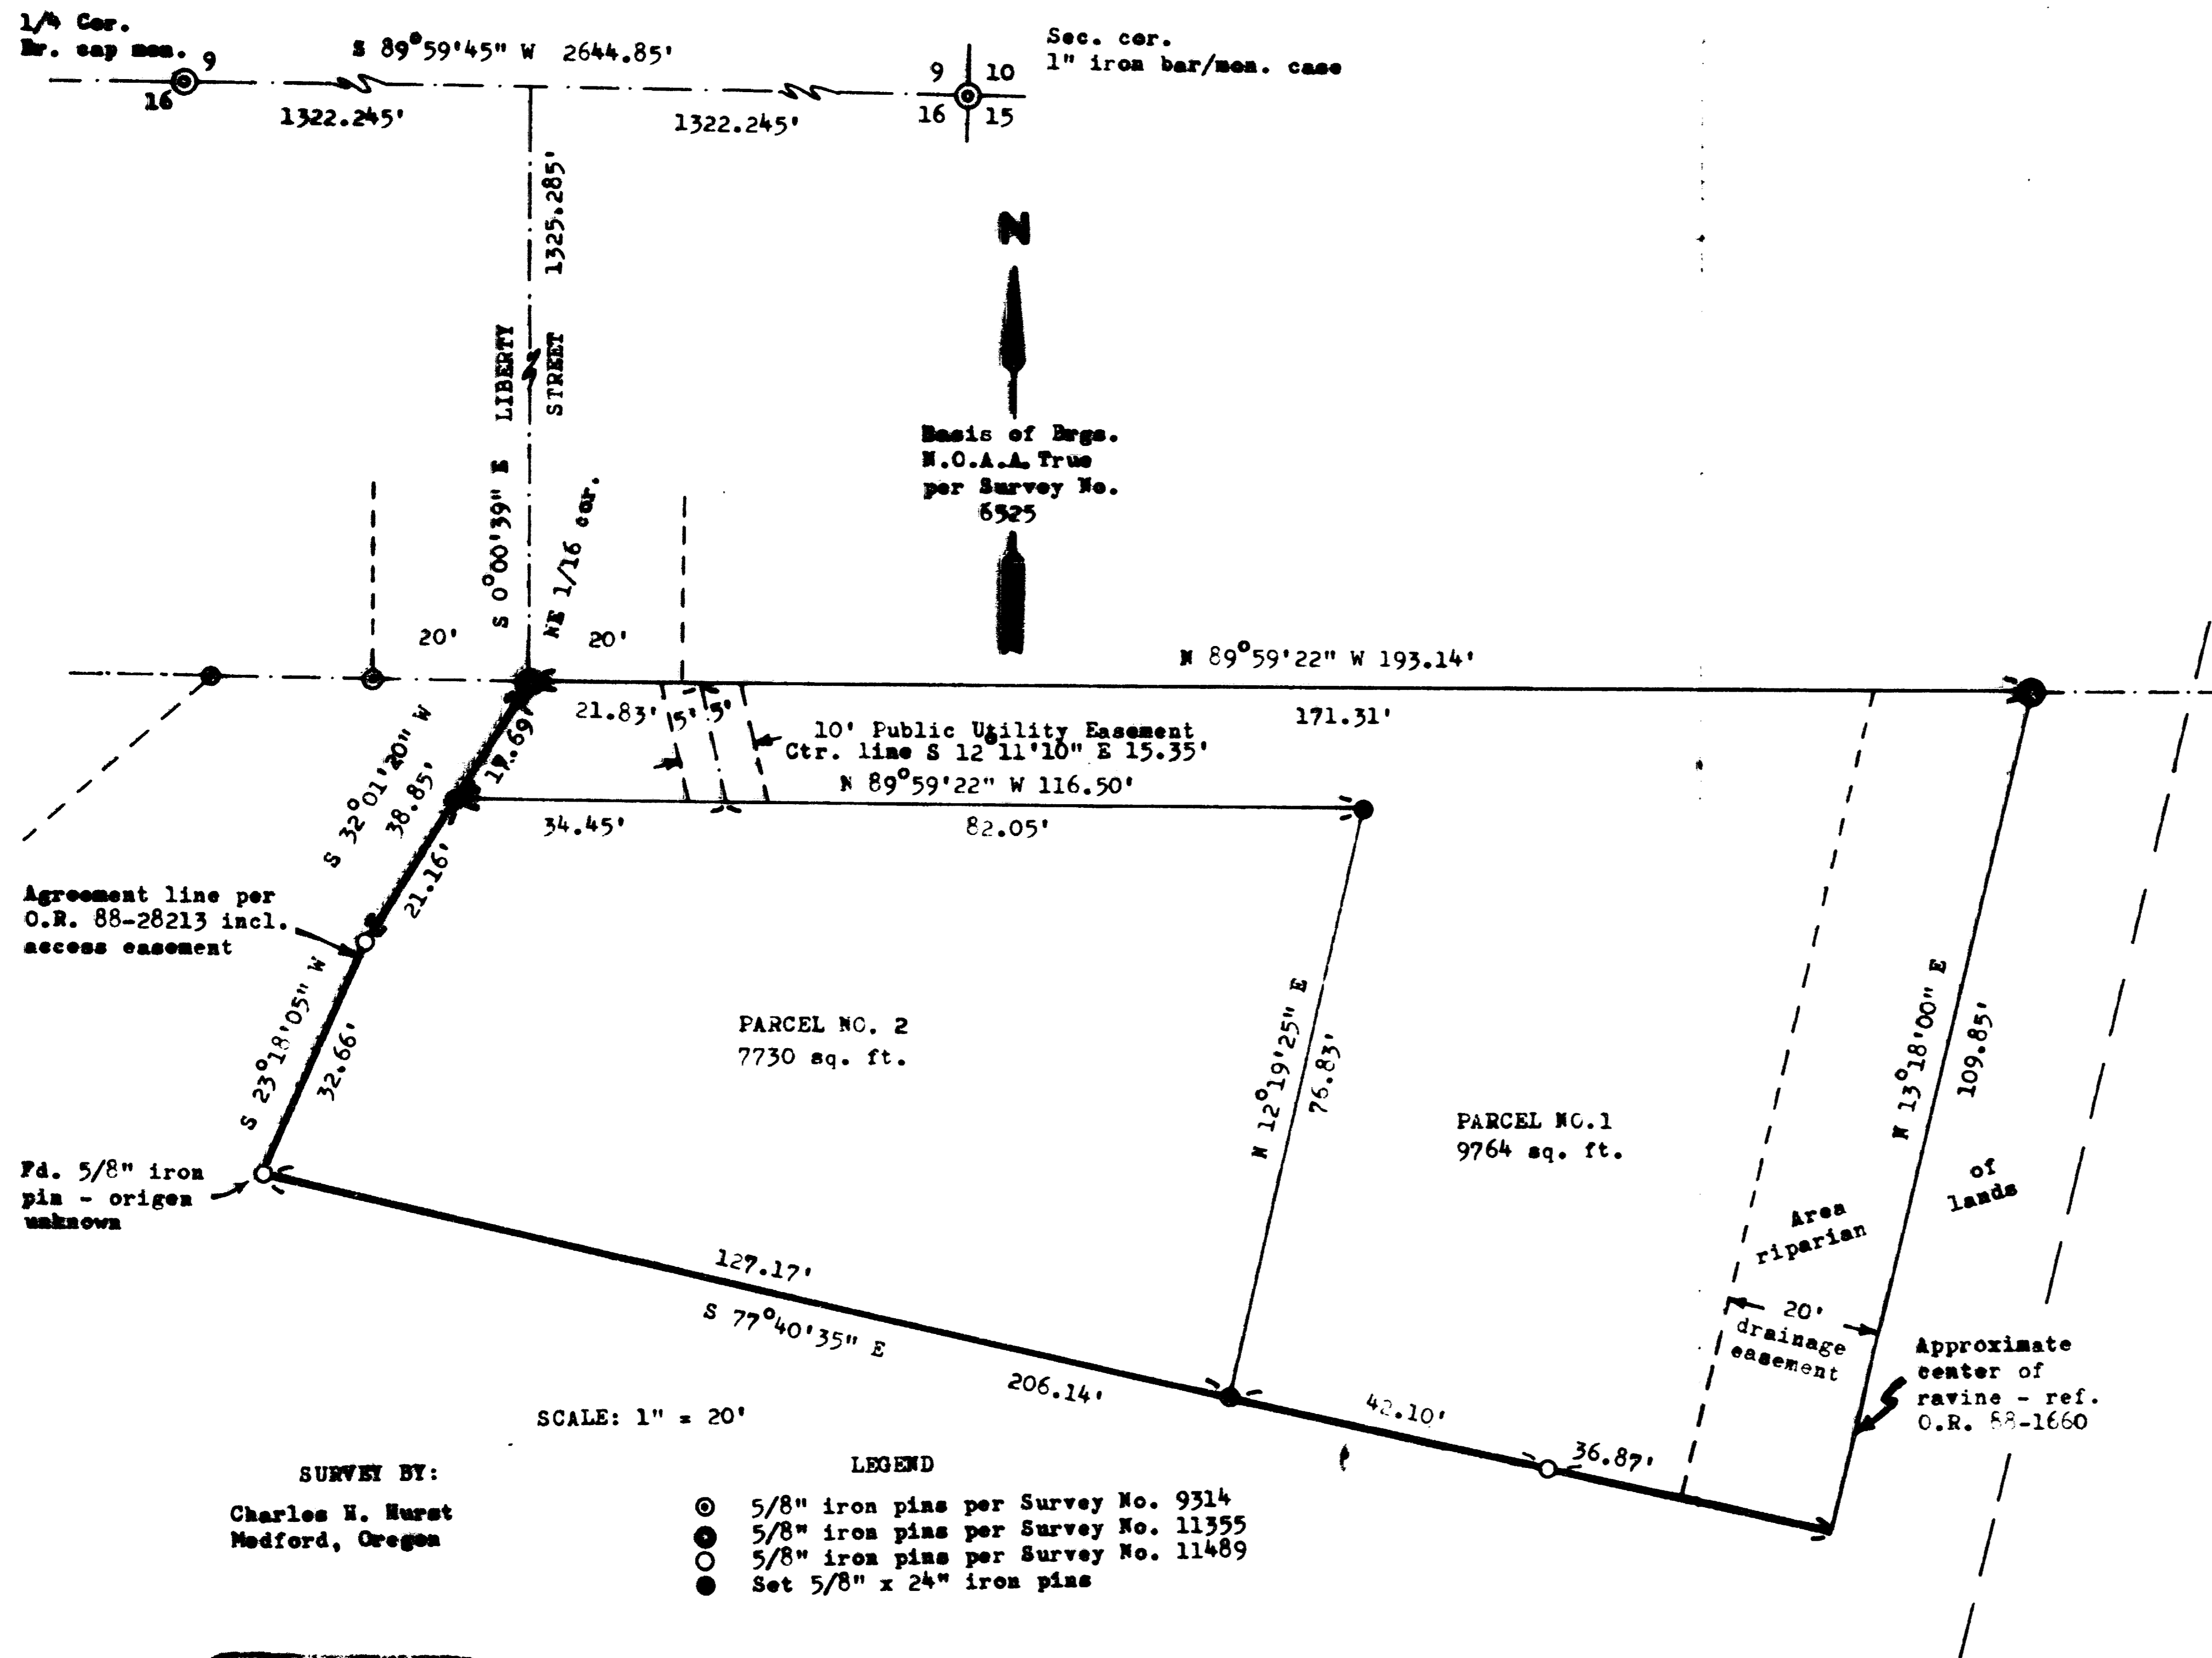 1/4 Cor.
Br. cap mon.
9
16
S 89°59'45" W 2644.85'
1322.245'
1322.245'
9 10
16 15
Sec. cor.
1" iron bar/mon. case
1325.285'
LIBERTY
STREET
S 0°00'39" E
NE 1/16 cor.
N
Basis of Brgs.
N.O.A.A. True
per Survey No.
6525
20'
20'
N 89°59'22" W 193.14'
21.83'
5'
5'
171.31'
10' Public Utility Easement
Ctr. line S 12°11'10" E 15.35'
N 89°59'22" W 116.50'
34.45'
82.05'
S 32°01'20" W
38.85'
17.69'
21.16'
Agreement line per
O.R. 88-28213 incl.
access easement
S 23°18'05" W
32.66'
Fd. 5/8" iron
pin - origen
unknown
PARCEL NO. 2
7730 sq. ft.
N 12°19'25" E
76.83'
PARCEL NO.1
9764 sq. ft.
N 13°18'00" E
109.85'
Area
riparian
of
lands
20'
drainage
easement
Approximate
center of
ravine - ref.
O.R. 88-1660
127.17'
S 77°40'35" E
206.14'
42.10'
36.87'
SCALE: 1" = 20'
SURVEY BY:
Charles H. Hurst
Medford, Oregon
LEGEND
5/8" iron pins per Survey No. 9314
5/8" iron pins per Survey No. 11355
5/8" iron pins per Survey No. 11489
Set 5/8" x 24" iron pins